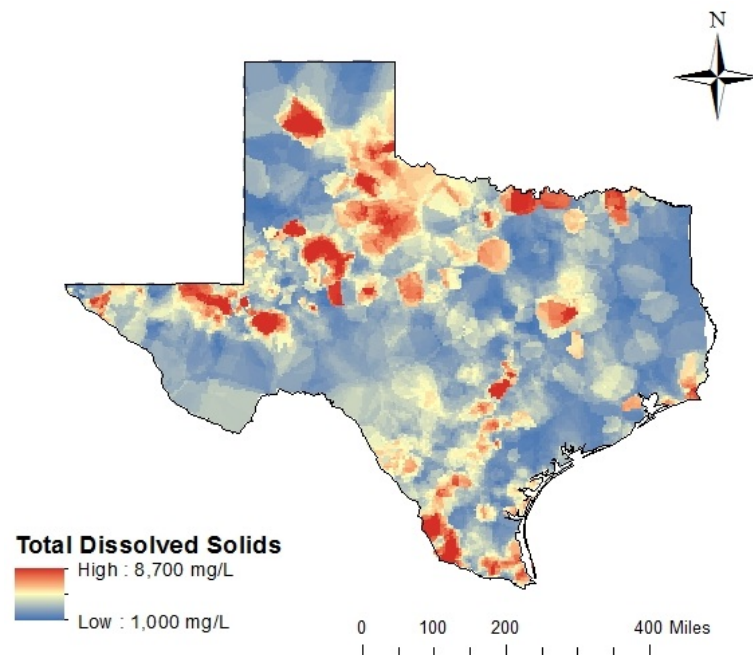 N
Total Dissolved Solids
High : 8,700 mg/L
Low : 1,000 mg/L
0 100 200 400 Miles